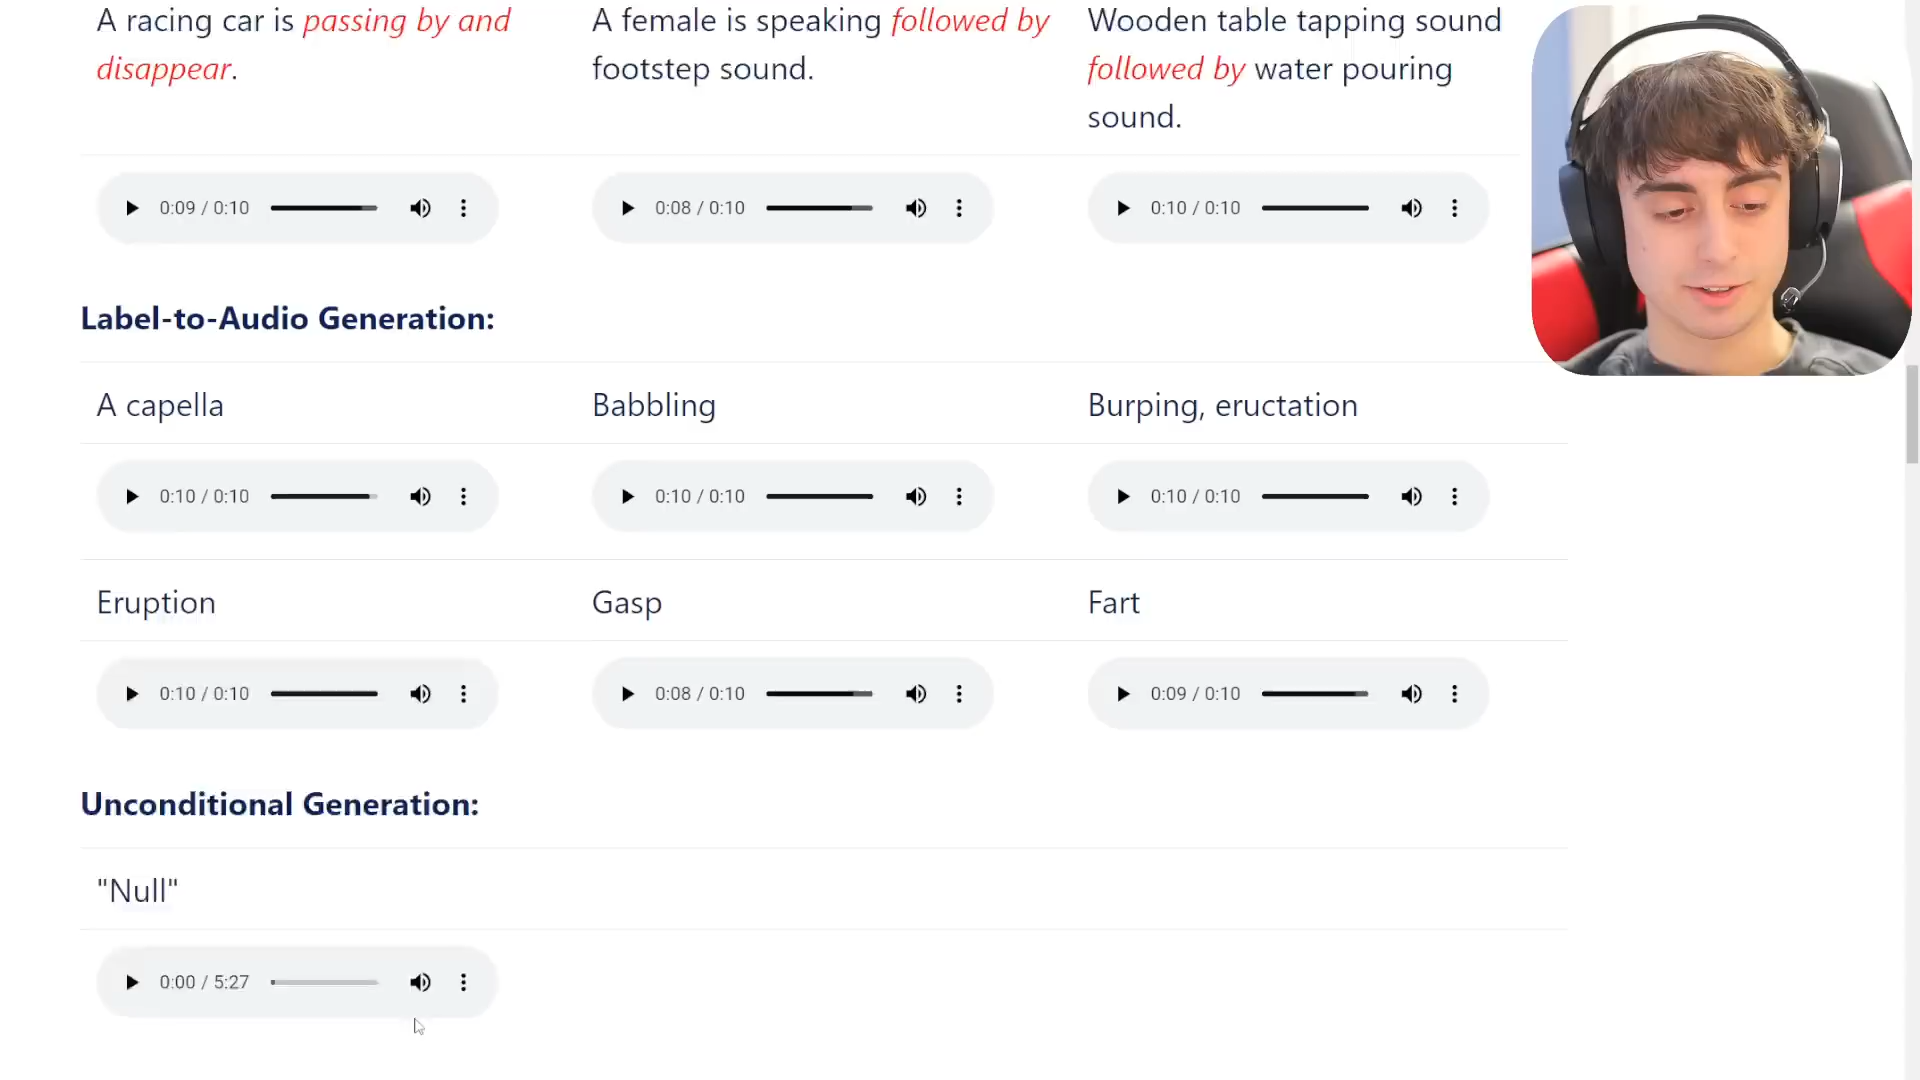 A racing car is passing by and
disappear.
A female is speaking followed by
footstep sound.
Wooden table tapping sound
followed by water pouring
sound.
0:09 / 0:10
0:08 / 0:10
0:10 / 0:10
Label-to-Audio Generation:
A capella
Babbling
Burping, eructation
0:10 / 0:10
0:10 / 0:10
0:10 / 0:10
Eruption
Gasp
Fart
0:10 / 0:10
0:08 / 0:10
0:09 / 0:10
Unconditional Generation:
"Null"
0:00 / 5:27